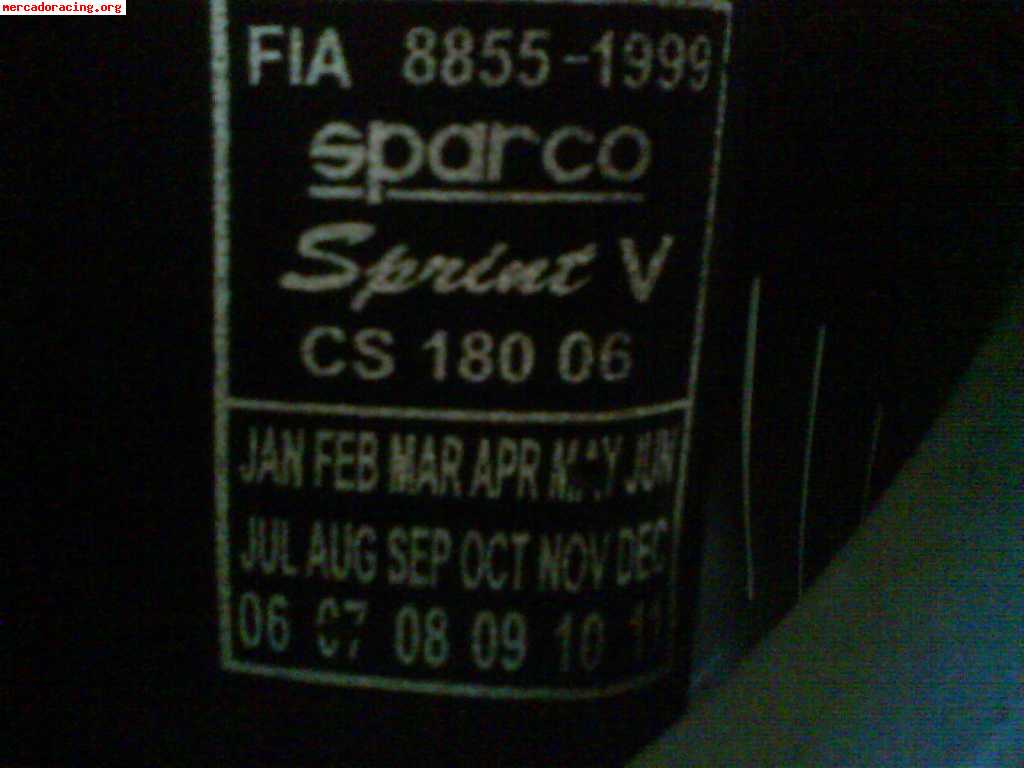 mercadoracing.org
FIA 8855-1999
sparco
Sprint V
CS 180 06
JAN FEB MAR APR MAY JUN
JUL AUG SEP OCT NOV DEC
06 07 08 09 10 11